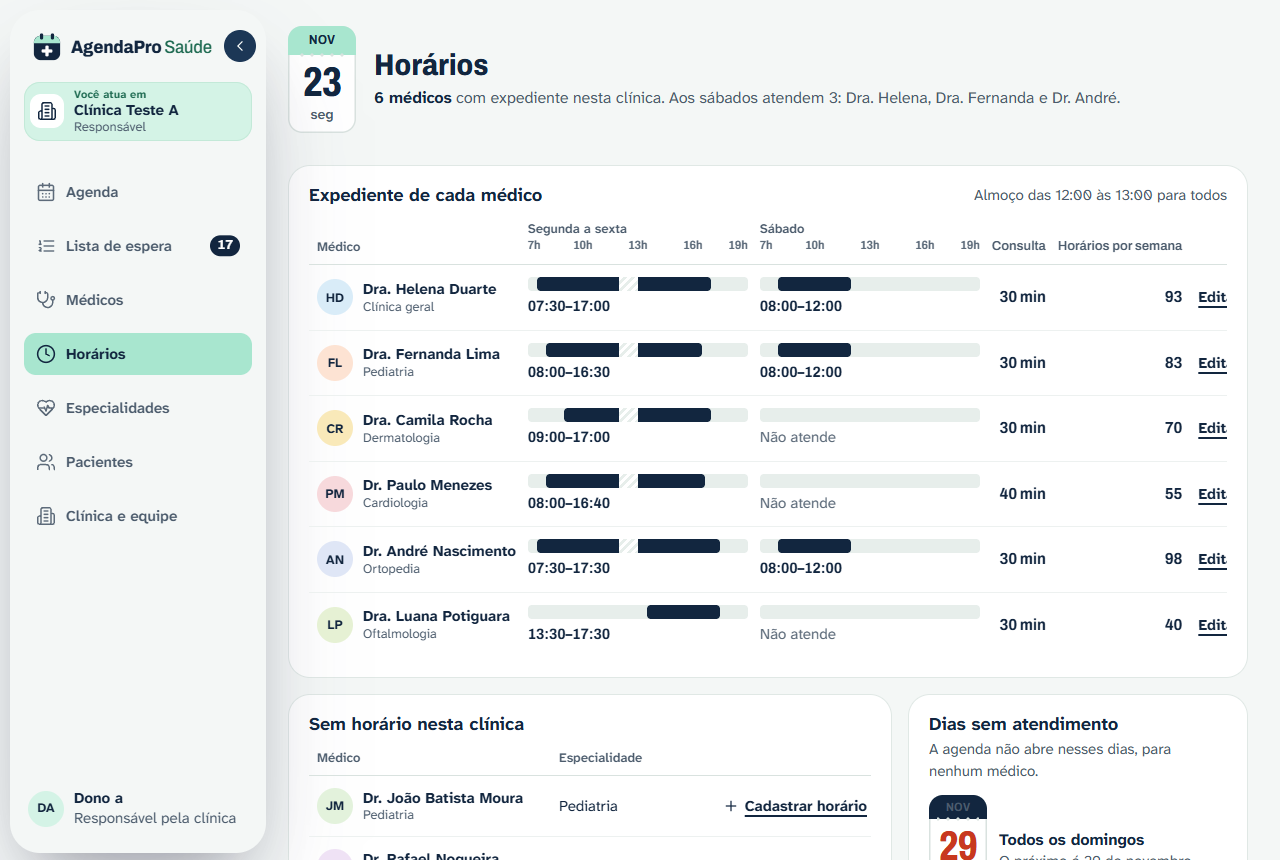 AgendaPro Saúde
Você atua em
Clínica Teste A
Responsável
Agenda
Lista de espera 17
Médicos
Horários
Especialidades
Pacientes
Clínica e equipe
DA Dono a
Responsável pela clínica
NOV
23
seg
Horários
6 médicos com expediente nesta clínica. Aos sábados atendem 3: Dra. Helena, Dra. Fernanda e Dr. André.
Expediente de cada médico
Almoço das 12:00 às 13:00 para todos
Segunda a sexta Sábado
Médico 7h 10h 13h 16h 19h 7h 10h 13h 16h 19h Consulta Horários por semana
HD Dra. Helena Duarte
Clínica geral
07:30–17:00 08:00–12:00 30 min 93 Edit
FL Dra. Fernanda Lima
Pediatria
08:00–16:30 08:00–12:00 30 min 83 Edit
CR Dra. Camila Rocha
Dermatologia
09:00–17:00 Não atende 30 min 70 Edit
PM Dr. Paulo Menezes
Cardiologia
08:00–16:40 Não atende 40 min 55 Edit
AN Dr. André Nascimento
Ortopedia
07:30–17:30 08:00–12:00 30 min 98 Edit
LP Dra. Luana Potiguara
Oftalmologia
13:30–17:30 Não atende 30 min 40 Edit
Sem horário nesta clínica
Médico Especialidade
JM Dr. João Batista Moura
Pediatria
Pediatria + Cadastrar horário
Dr. Rafael Nogueira
Dias sem atendimento
A agenda não abre nesses dias, para
nenhum médico.
NOV
29
Todos os domingos
O próximo é 29 de novembro